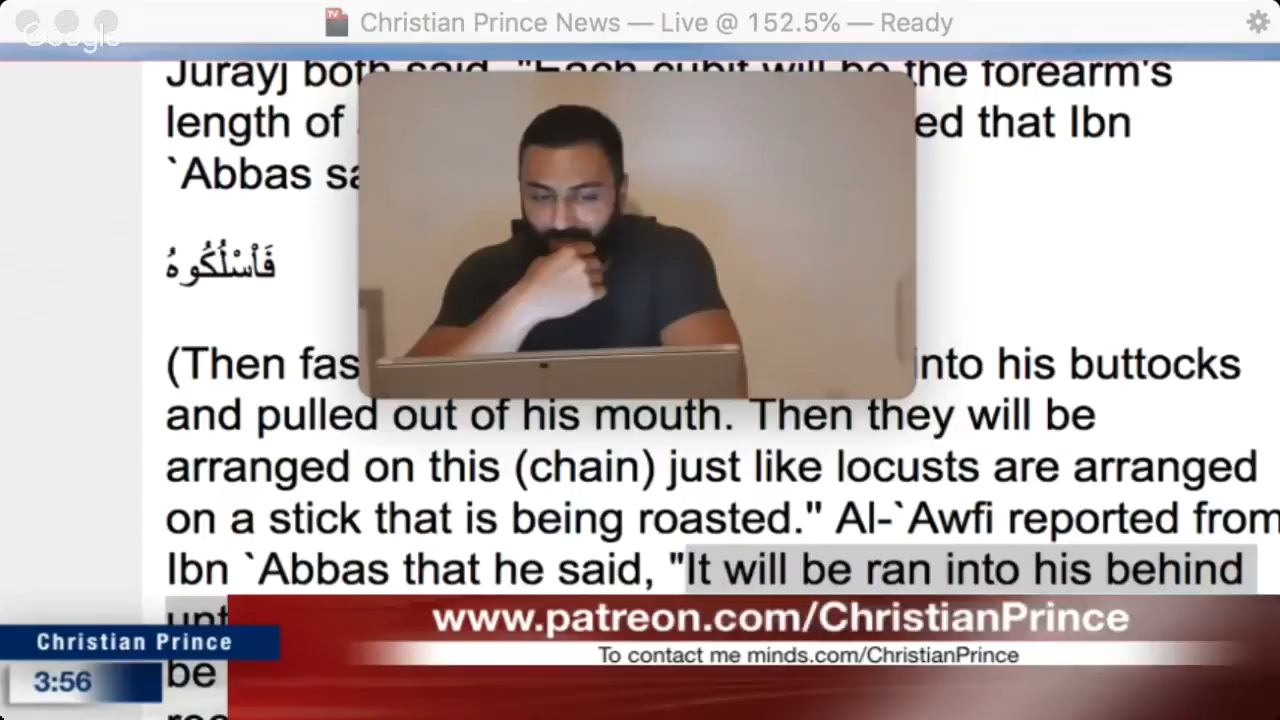 Christian Prince News — Live @ 152.5% — Ready
Google
Jurayj both said, "Each cubit will be the forearm's
length of ed that Ibn
`Abbas sa
فَاْسْلُكُوهُ
(Then fas into his buttocks
and pulled out of his mouth. Then they will be
arranged on this (chain) just like locusts are arranged
on a stick that is being roasted." Al-`Awfi reported from
Ibn `Abbas that he said, "It will be ran into his behind
www.patreon.com/ChristianPrince
Christian Prince
To contact me minds.com/ChristianPrince
3:56
be